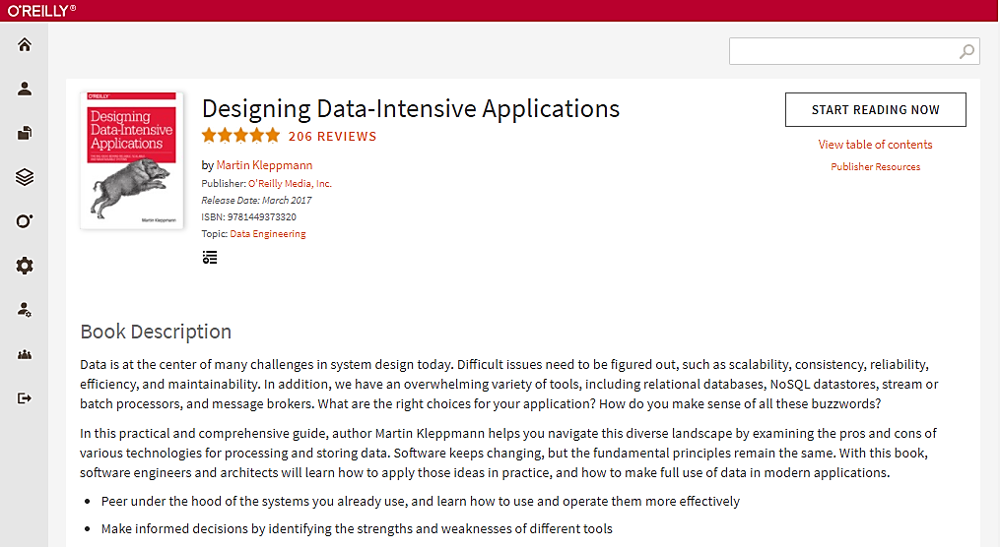 O'REILLY®
O'REILLY
Designing
Data-Intensive
Applications
Martin Kleppmann
Designing Data-Intensive Applications
206 REVIEWS
by Martin Kleppmann
Publisher: O'Reilly Media, Inc.
Release Date: March 2017
ISBN: 9781449373320
Topic: Data Engineering
START READING NOW
View table of contents
Publisher Resources
Book Description
Data is at the center of many challenges in system design today. Difficult issues need to be figured out, such as scalability, consistency, reliability,
efficiency, and maintainability. In addition, we have an overwhelming variety of tools, including relational databases, NoSQL datastores, stream or
batch processors, and message brokers. What are the right choices for your application? How do you make sense of all these buzzwords?
In this practical and comprehensive guide, author Martin Kleppmann helps you navigate this diverse landscape by examining the pros and cons of
various technologies for processing and storing data. Software keeps changing, but the fundamental principles remain the same. With this book,
software engineers and architects will learn how to apply those ideas in practice, and how to make full use of data in modern applications.
• Peer under the hood of the systems you already use, and learn how to use and operate them more effectively
• Make informed decisions by identifying the strengths and weaknesses of different tools